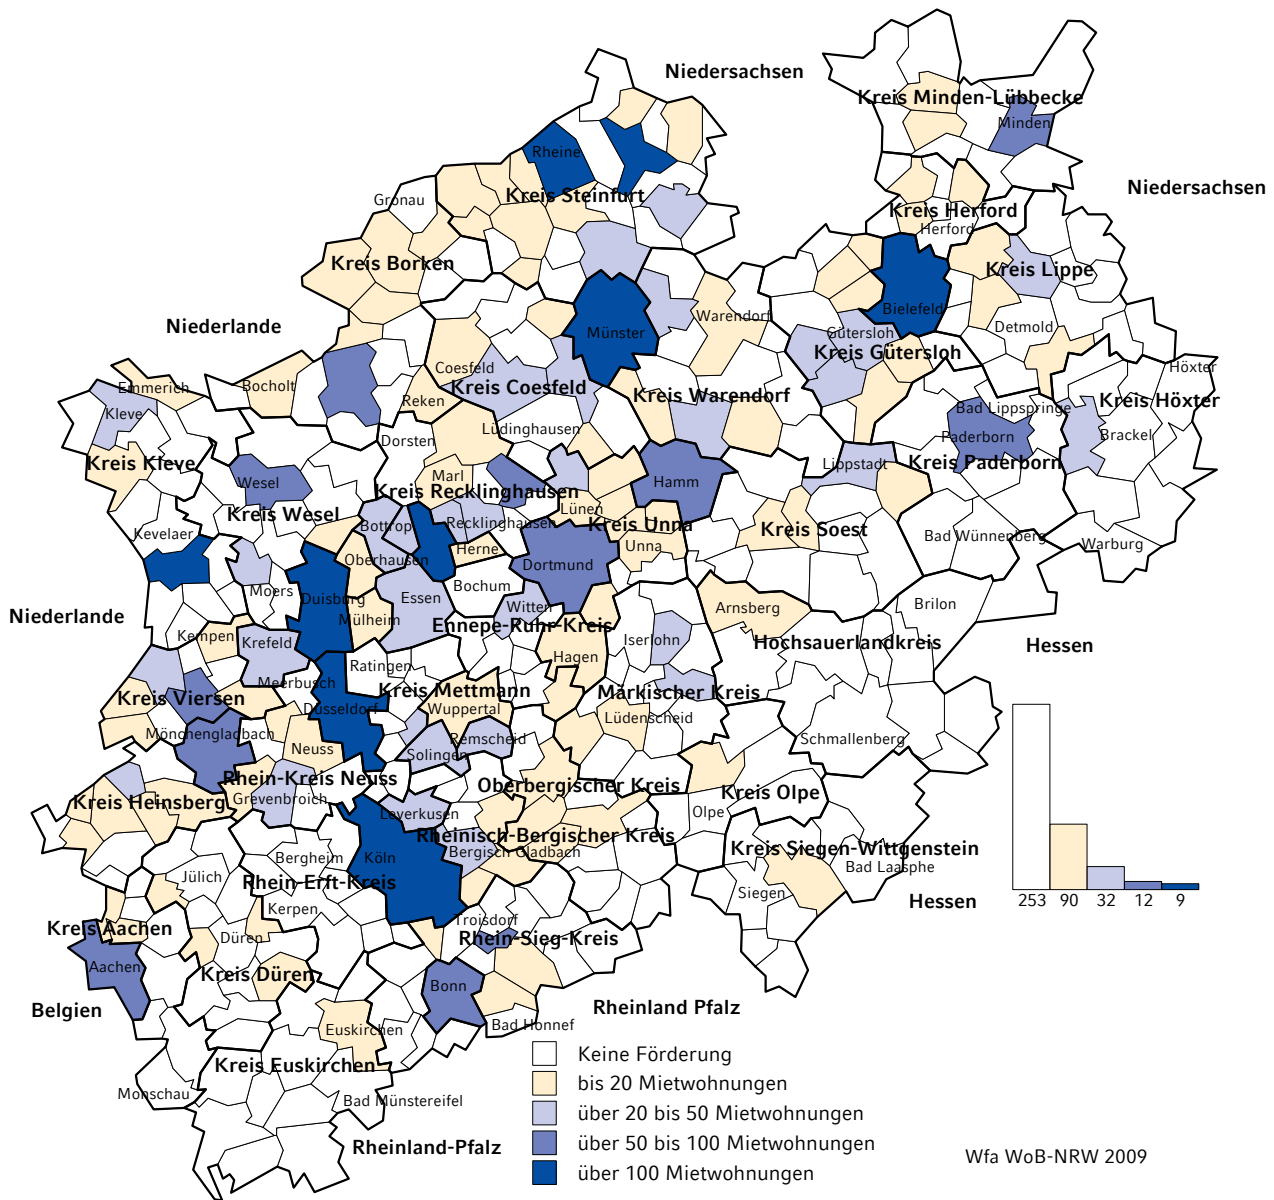 Niedersachsen
Kreis Minden-Lübbecke
Minden
Rheine
Niedersachsen
Kreis Steinfurt
Gronau
Kreis Herford
Herford
Kreis Borken
Kreis Lippe
Bielefeld
Warendorf
Niederlande
Münster
Gütersloh
Detmold
Kreis Gütersloh
Coesfeld
Höxter
Emmerich
Bocholt
Kreis Coesfeld
Kreis Warendorf
Reken
Kreis Höxter
Kleve
Bad Lippspringe
Lüdinghausen
Dorsten
Paderborn
Brackel
Kreis Kleve
Lippstadt
Kreis Paderborn
Marl
Wesel
Hamm
Kreis Recklinghausen
Lünen
Kreis Wesel
Bottrop
Recklinghausen
Kreis Unna
Kreis Soest
Kevelaer
Bad Wünnenberg
Warburg
Unna
Herne
Oberhausen
Dortmund
Bochum
Moers
Duisburg
Essen
Witten
Arnsberg
Brilon
Niederlande
Mülheim
Ennepe-Ruhr-Kreis
Kempen
Krefeld
Iserlohn
Hochsauerlandkreis
Hessen
Hagen
Ratingen
Meerbusch
Kreis Mettmann
Märkischer Kreis
Kreis Viersen
Düsseldorf
Wuppertal
Lüdenscheid
Mönchengladbach
Remscheid
Schmallenberg
Neuss
Solingen
Rhein-Kreis Neuss
Oberbergischer Kreis
Kreis Olpe
Kreis Heinsberg
Grevenbroich
Leverkusen
Olpe
Rheinisch-Bergischer Kreis
Kreis Siegen-Wittgenstein
Bergisch Gladbach
Bergheim
Köln
Bad Laasphe
Jülich
Rhein-Erft-Kreis
Siegen
Hessen
253
90
32
12
9
Kerpen
Troisdorf
Kreis Aachen
Düren
Rhein-Sieg-Kreis
Aachen
Kreis Düren
Bonn
Belgien
Rheinland Pfalz
Bad Honnef
Euskirchen
Kreis Euskirchen
Monschau
Bad Münstereifel
Rheinland-Pfalz
Keine Förderung
bis 20 Mietwohnungen
über 20 bis 50 Mietwohnungen
über 50 bis 100 Mietwohnungen
über 100 Mietwohnungen
Wfa WoB-NRW 2009